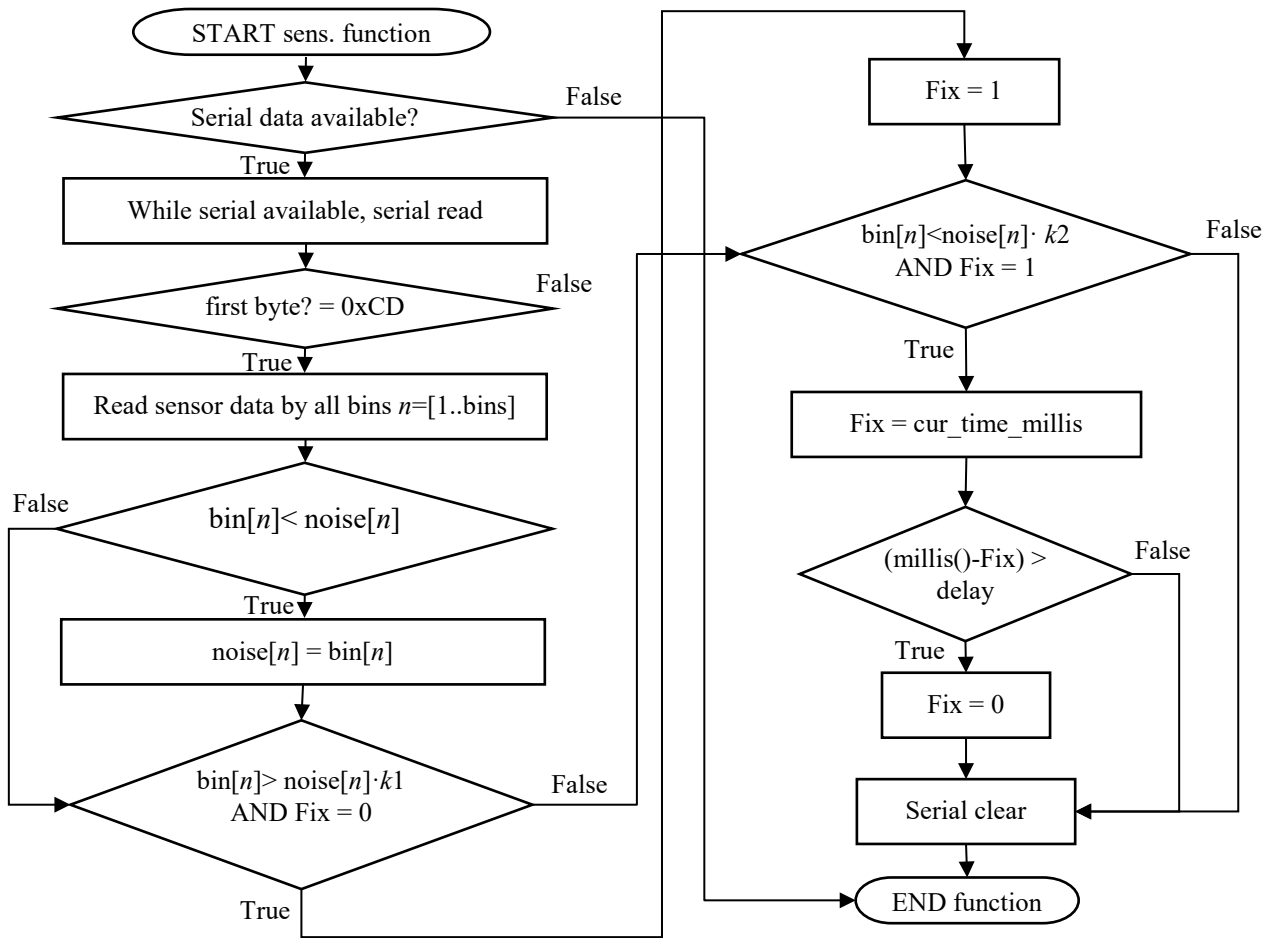 START sens. function
Serial data available?
False
True
While serial available, serial read
first byte? = 0xCD
False
True
Read sensor data by all bins n=[1..bins]
bin[n]< noise[n]
False
True
noise[n] = bin[n]
bin[n]> noise[n]·k1
AND Fix = 0
False
True
Fix = 1
bin[n]<noise[n]· k2
AND Fix = 1
False
True
Fix = cur_time_millis
(millis()-Fix) >
delay
False
True
Fix = 0
Serial clear
END function